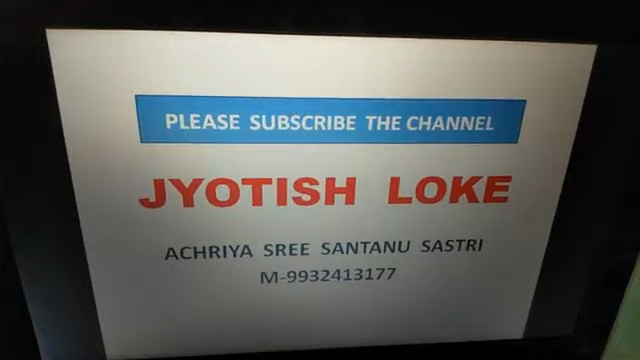 PLEASE SUBSCRIBE THE CHANNEL
JYOTISH LOKE
ACHRIYA SREE SANTANU SASTRI
M-9932413177